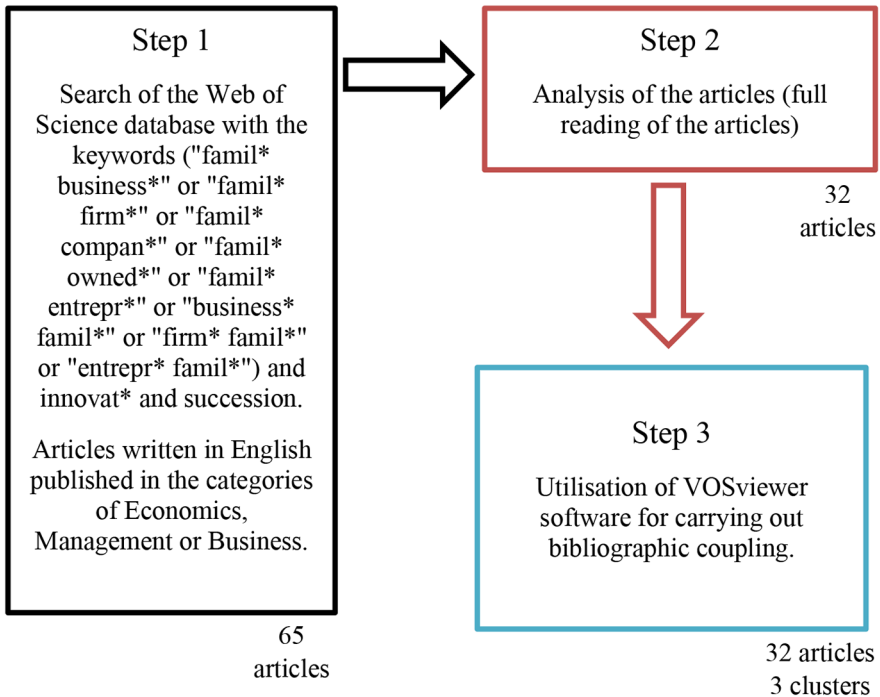 Step 1
Search of the Web of
Science database with the
keywords ("famil*
business*" or "famil*
firm*" or "famil*
compan*" or "famil*
owned*" or "famil*
entrepr*" or "business*
famil*" or "firm* famil*"
or "entrepr* famil*") and
innovat* and succession.
Articles written in English
published in the categories
of Economics,
Management or Business.
65
articles
Step 2
Analysis of the articles (full
reading of the articles)
32
articles
Step 3
Utilisation of VOSviewer
software for carrying out
bibliographic coupling.
32 articles
3 clusters